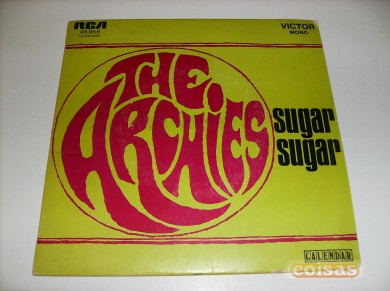 RCA
VICTOR
MONO
THE
ARCHIES
sugar
sugar
CALENDAR
coisas